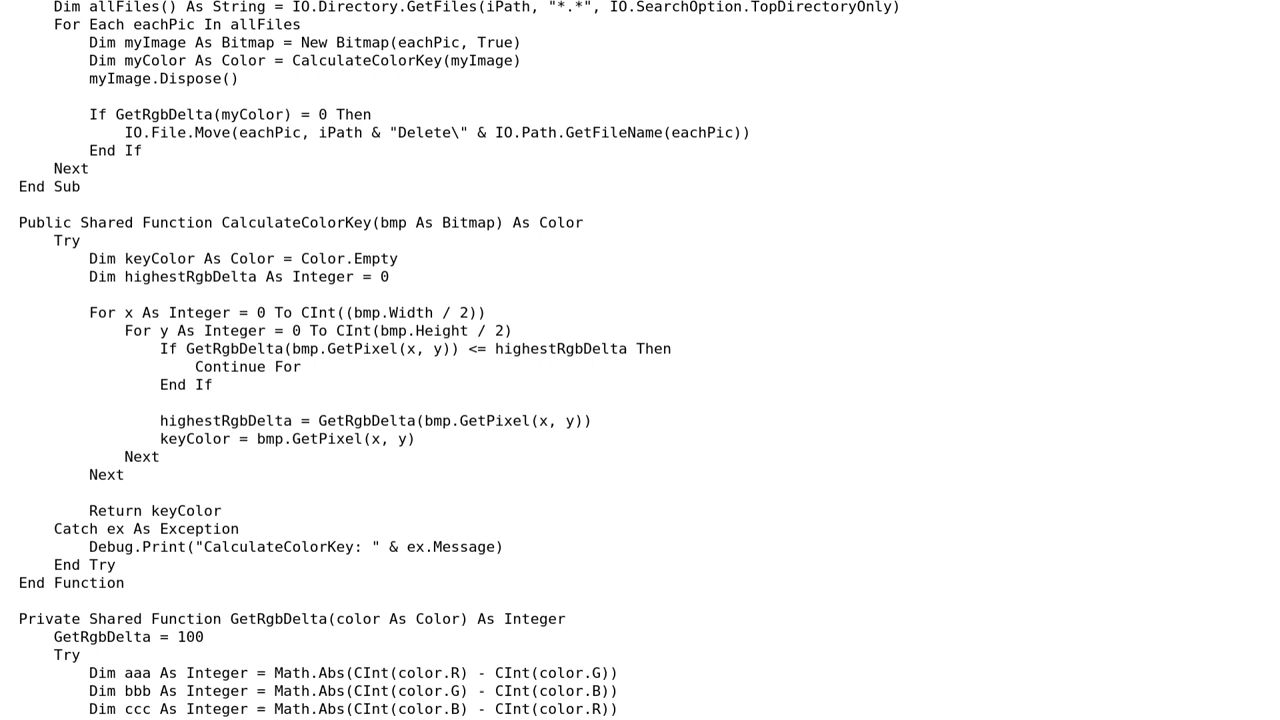 Dim allFiles() As String = IO.Directory.GetFiles(iPath, "*.*", IO.SearchOption.TopDirectoryOnly)
For Each eachPic In allFiles
Dim myImage As Bitmap = New Bitmap(eachPic, True)
Dim myColor As Color = CalculateColorKey(myImage)
myImage.Dispose()
If GetRgbDelta(myColor) = 0 Then
IO.File.Move(eachPic, iPath & "Delete\" & IO.Path.GetFileName(eachPic))
End If
Next
End Sub
Public Shared Function CalculateColorKey(bmp As Bitmap) As Color
Try
Dim keyColor As Color = Color.Empty
Dim highestRgbDelta As Integer = 0
For x As Integer = 0 To CInt((bmp.Width / 2))
For y As Integer = 0 To CInt(bmp.Height / 2)
If GetRgbDelta(bmp.GetPixel(x, y)) <= highestRgbDelta Then
Continue For
End If
highestRgbDelta = GetRgbDelta(bmp.GetPixel(x, y))
keyColor = bmp.GetPixel(x, y)
Next
Next
Return keyColor
Catch ex As Exception
Debug.Print("CalculateColorKey: " & ex.Message)
End Try
End Function
Private Shared Function GetRgbDelta(color As Color) As Integer
GetRgbDelta = 100
Try
Dim aaa As Integer = Math.Abs(CInt(color.R) - CInt(color.G))
Dim bbb As Integer = Math.Abs(CInt(color.G) - CInt(color.B))
Dim ccc As Integer = Math.Abs(CInt(color.B) - CInt(color.R))